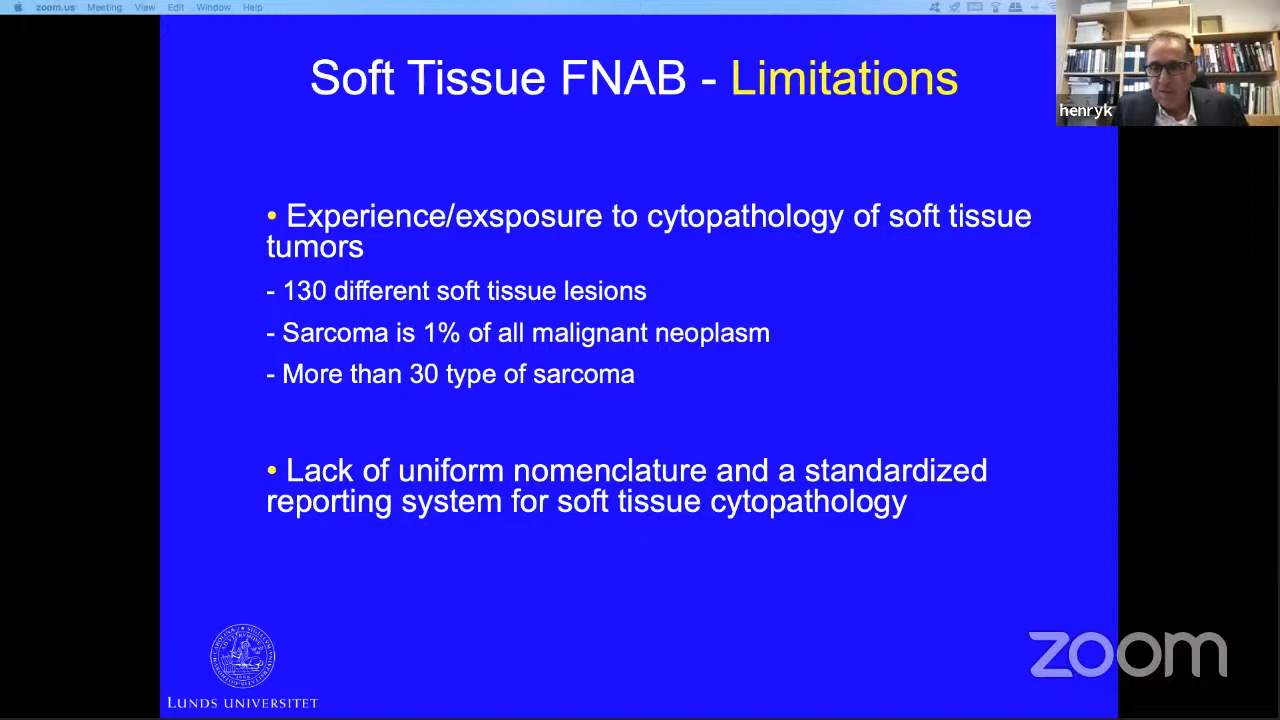 zoom.us Meeting View Edit Window Help
Soft Tissue FNAB - Limitations
henryk
• Experience/exsposure to cytopathology of soft tissue
tumors
- 130 different soft tissue lesions
- Sarcoma is 1% of all malignant neoplasm
- More than 30 type of sarcoma
• Lack of uniform nomenclature and a standardized
reporting system for soft tissue cytopathology
LUNDS UNIVERSITET
zoom